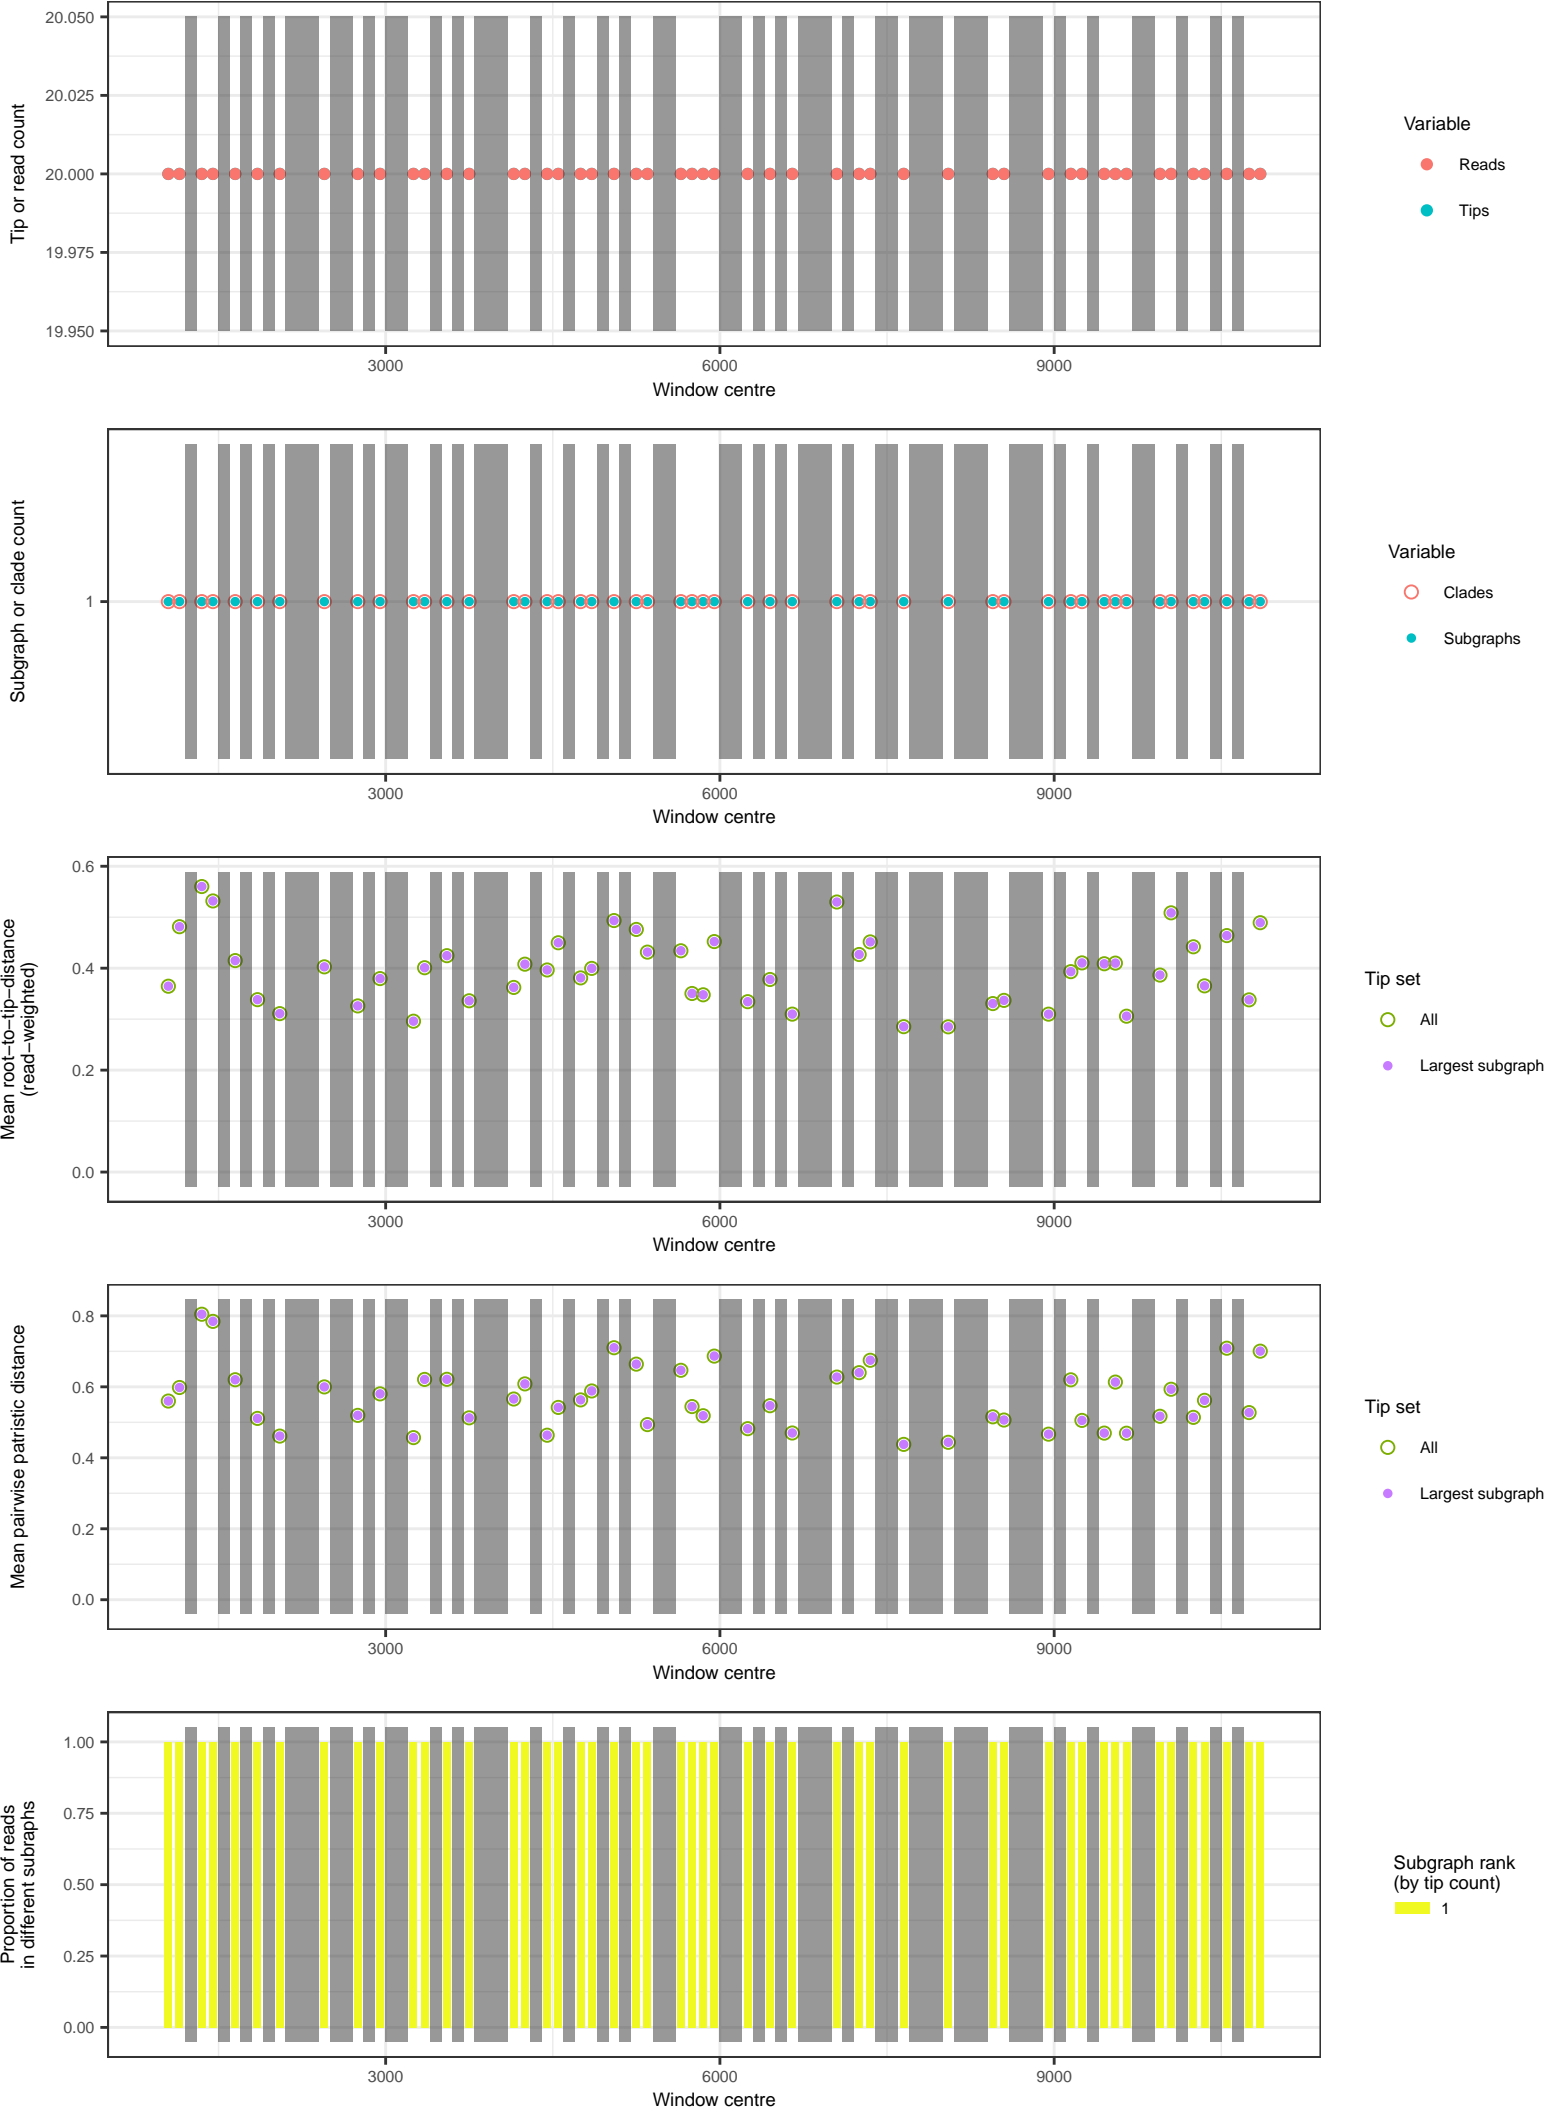 20.050
20.025
20.000
19.975
19.950
Tip or read count
3000
6000
9000
Window centre
Variable
Reads
Tips
1
Subgraph or clade count
3000
6000
9000
Window centre
Variable
Clades
Subgraphs
0.6
0.4
0.2
0.0
Mean root−to−tip−distance
(read−weighted)
3000
6000
9000
Window centre
Tip set
All
Largest subgraph
0.8
0.6
0.4
0.2
0.0
Mean pairwise patristic distance
3000
6000
9000
Window centre
Tip set
All
Largest subgraph
1.00
0.75
0.50
0.25
0.00
Proportion of reads
in different subraphs
3000
6000
9000
Window centre
Subgraph rank
(by tip count)
1